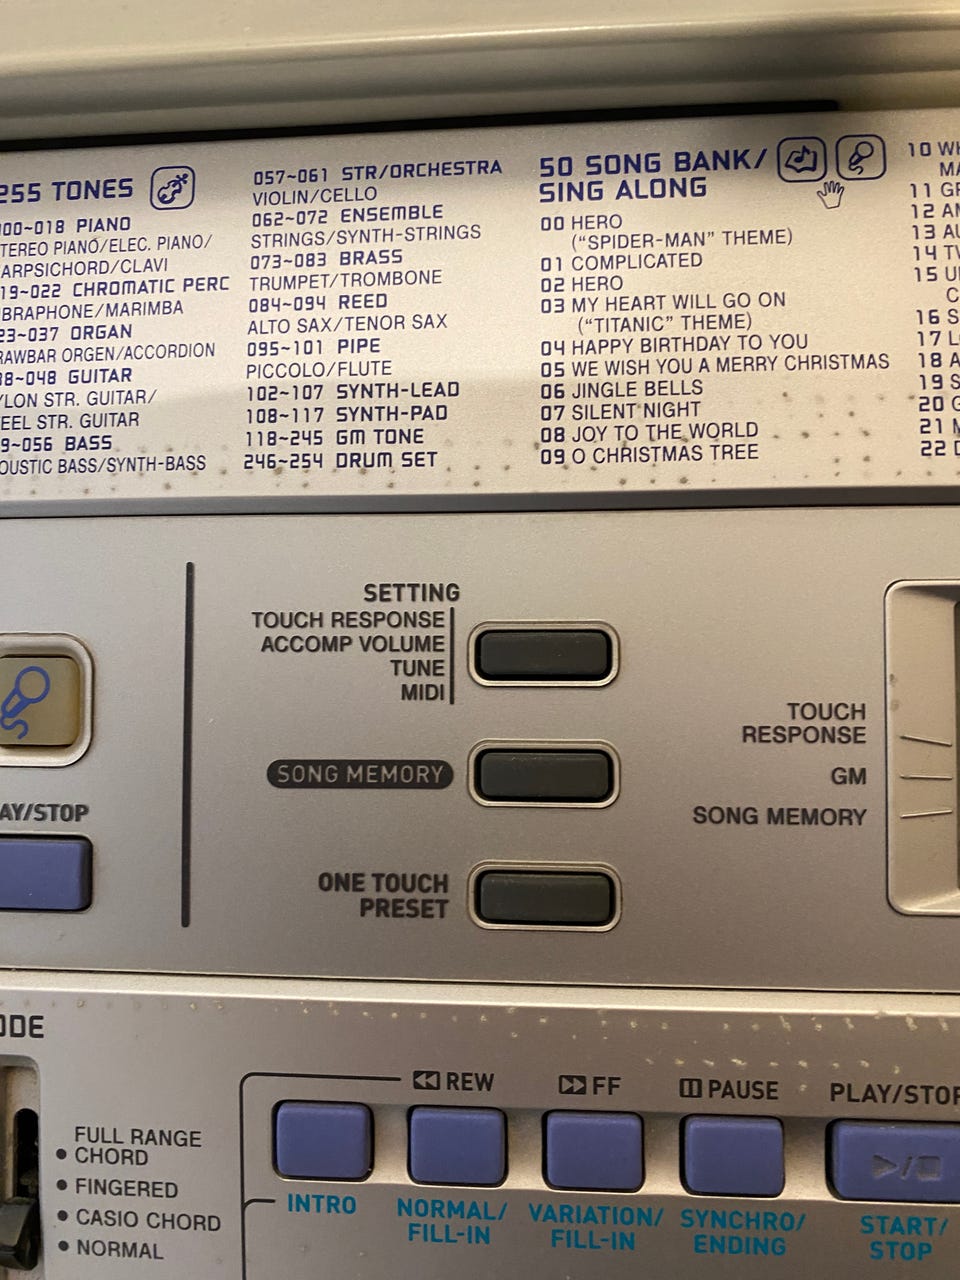 255 TONES
000~018 PIANO
STEREO PIANO/ELEC. PIANO/
HARPSICHORD/CLAVI
019~022 CHROMATIC PERC
VIBRAPHONE/MARIMBA
023~037 ORGAN
DRAWBAR ORGEN/ACCORDION
038~048 GUITAR
NYLON STR. GUITAR/
STEEL STR. GUITAR
049~056 BASS
ACOUSTIC BASS/SYNTH-BASS
057~061 STR/ORCHESTRA
VIOLIN/CELLO
062~072 ENSEMBLE
STRINGS/SYNTH-STRINGS
073~083 BRASS
TRUMPET/TROMBONE
084~094 REED
ALTO SAX/TENOR SAX
095~101 PIPE
PICCOLO/FLUTE
102~107 SYNTH-LEAD
108~117 SYNTH-PAD
118~245 GM TONE
246~254 DRUM SET
50 SONG BANK/
SING ALONG
00 HERO
("SPIDER-MAN" THEME)
01 COMPLICATED
02 HERO
03 MY HEART WILL GO ON
("TITANIC" THEME)
04 HAPPY BIRTHDAY TO YOU
05 WE WISH YOU A MERRY CHRISTMAS
06 JINGLE BELLS
07 SILENT NIGHT
08 JOY TO THE WORLD
09 O CHRISTMAS TREE
10
11
12
13
14
15
16
17
18
19
20
21
22
SETTING
TOUCH RESPONSE
ACCOMP VOLUME
TUNE
MIDI
SONG MEMORY
ONE TOUCH
PRESET
PLAY/STOP
TOUCH
RESPONSE
GM
SONG MEMORY
MODE
FULL RANGE
CHORD
FINGERED
CASIO CHORD
NORMAL
REW
FF
PAUSE
PLAY/STOP
INTRO
NORMAL/
FILL-IN
VARIATION/
FILL-IN
SYNCHRO/
ENDING
START/
STOP